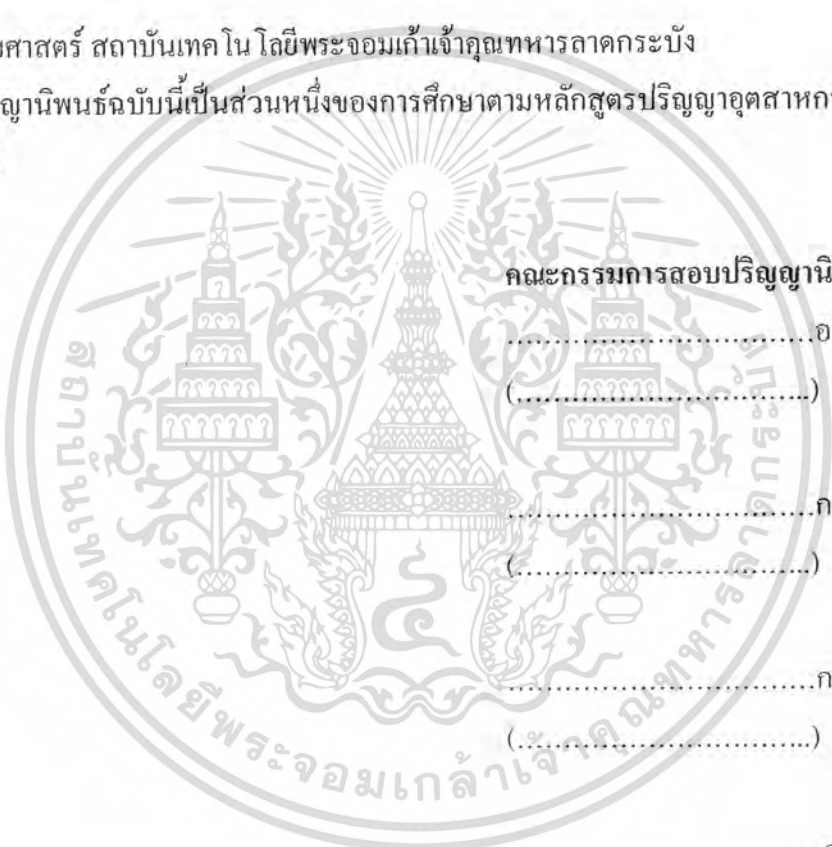 ศาสตร์ สถาบันเทคโนโลยีพระจอมเก้าเจ้าคุณทหารลาดกระบัง
ญานิพนธ์ฉบับนี้เป็นส่วนหนึ่งของการศึกษาตามหลักสูตรปริญญาอุตสาหก
คณะกรรมการสอบปริญญานิ
...............................อ
(...............................)
...............................ก
(...............................)
...............................ก
(...............................)
สถาบันเทคโนโลยีพระจอมเกล้าเจ้าคุณทหารลาดกระบัง
๔